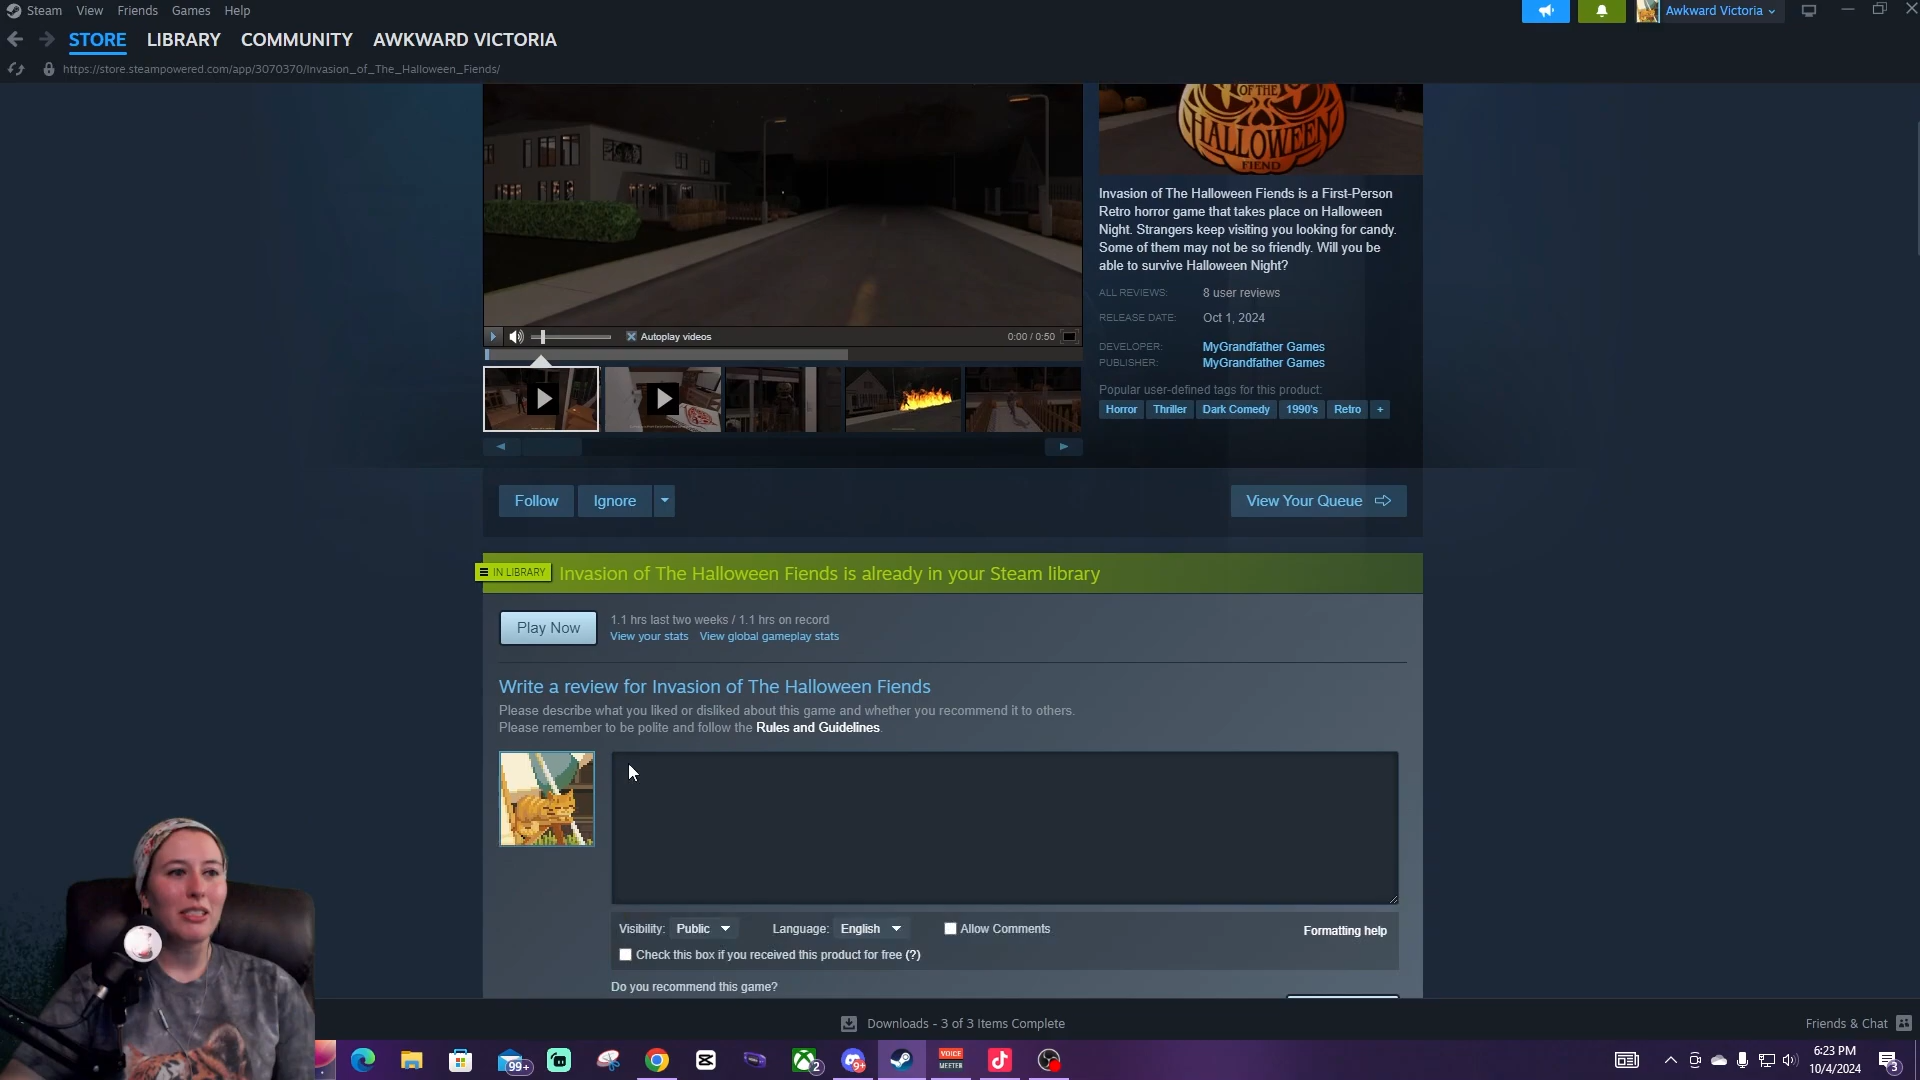 Steam View Friends Games Help
Awkward Victoria
STORE LIBRARY COMMUNITY AWKWARD VICTORIA
https://store.steampowered.com/app/3070370/Invasion_of_The_Halloween_Fiends/
OF THE
HALLOWEEN
FIEND
Invasion of The Halloween Fiends is a First-Person
Retro horror game that takes place on Halloween
Night. Strangers keep visiting you looking for candy.
Some of them may not be so friendly. Will you be
able to survive Halloween Night?
ALL REVIEWS: 8 user reviews
RELEASE DATE: Oct 1, 2024
DEVELOPER: MyGrandfather Games
PUBLISHER: MyGrandfather Games
Popular user-defined tags for this product:
Horror Thriller Dark Comedy 1990's Retro +
Autoplay videos 0:00 / 0:50
Follow Ignore View Your Queue
IN LIBRARY Invasion of The Halloween Fiends is already in your Steam library
Play Now
1.1 hrs last two weeks / 1.1 hrs on record
View your stats View global gameplay stats
Write a review for Invasion of The Halloween Fiends
Please describe what you liked or disliked about this game and whether you recommend it to others.
Please remember to be polite and follow the Rules and Guidelines.
Visibility: Public Language: English Allow Comments Formatting help
Check this box if you received this product for free (?)
Do you recommend this game?
Downloads - 3 of 3 Items Complete
Friends & Chat
99+
2
9+
VOICE
MEETER
6:23 PM
10/4/2024
3